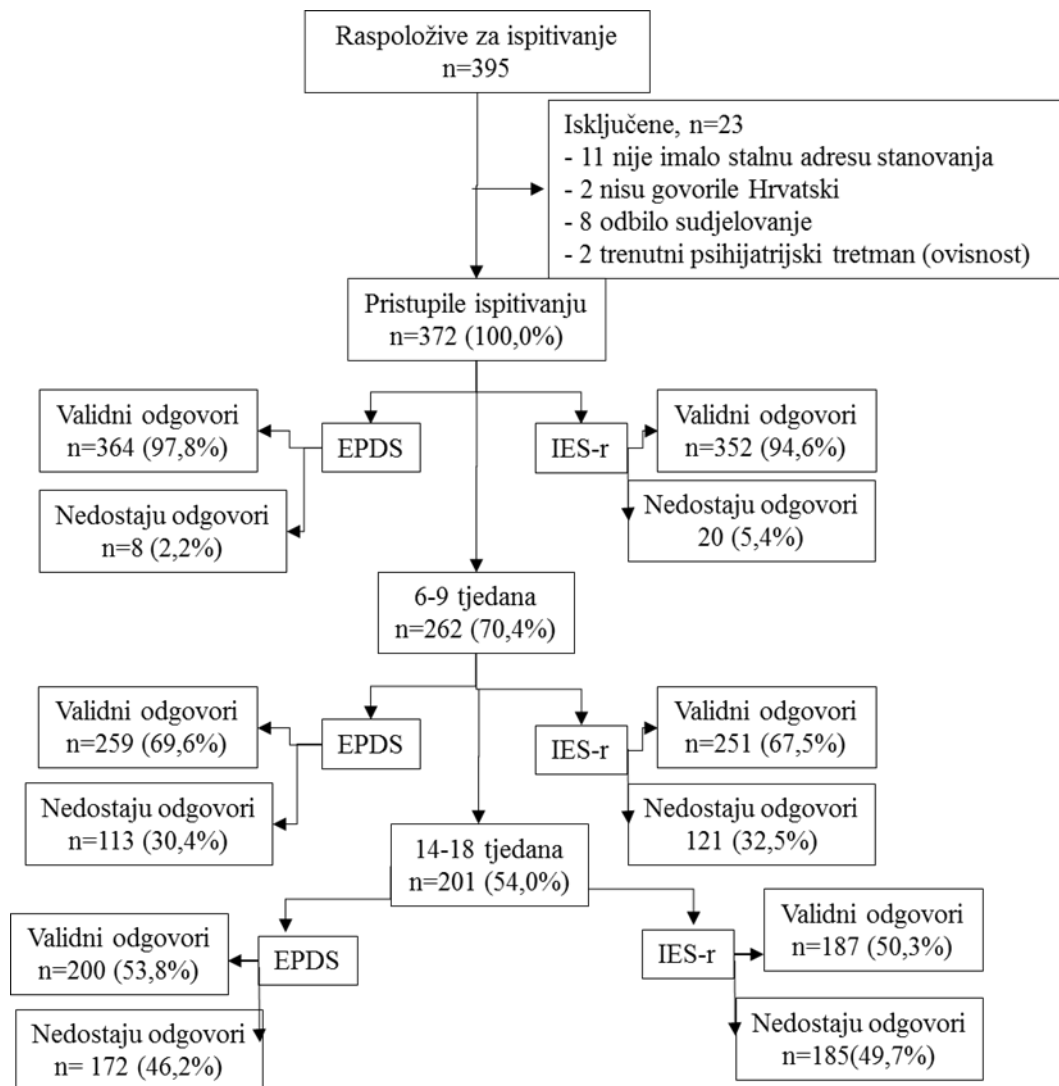 Raspoložive za ispitivanje
n=395
Isključene, n=23
- 11 nije imalo stalnu adresu stanovanja
- 2 nisu govorile Hrvatski
- 8 odbilo sudjelovanje
- 2 trenutni psihijatrijski tretman (ovisnost)
Pristupile ispitivanju
n=372 (100,0%)
Validni odgovori
n=364 (97,8%)
EPDS
Nedostaju odgovori
n=8 (2,2%)
IES-r
Validni odgovori
n=352 (94,6%)
Nedostaju odgovori
20 (5,4%)
6-9 tjedana
n=262 (70,4%)
Validni odgovori
n=259 (69,6%)
EPDS
Nedostaju odgovori
n=113 (30,4%)
IES-r
Validni odgovori
n=251 (67,5%)
Nedostaju odgovori
121 (32,5%)
14-18 tjedana
n=201 (54,0%)
Validni odgovori
n=200 (53,8%)
EPDS
Nedostaju odgovori
n= 172 (46,2%)
IES-r
Validni odgovori
n=187 (50,3%)
Nedostaju odgovori
n=185(49,7%)